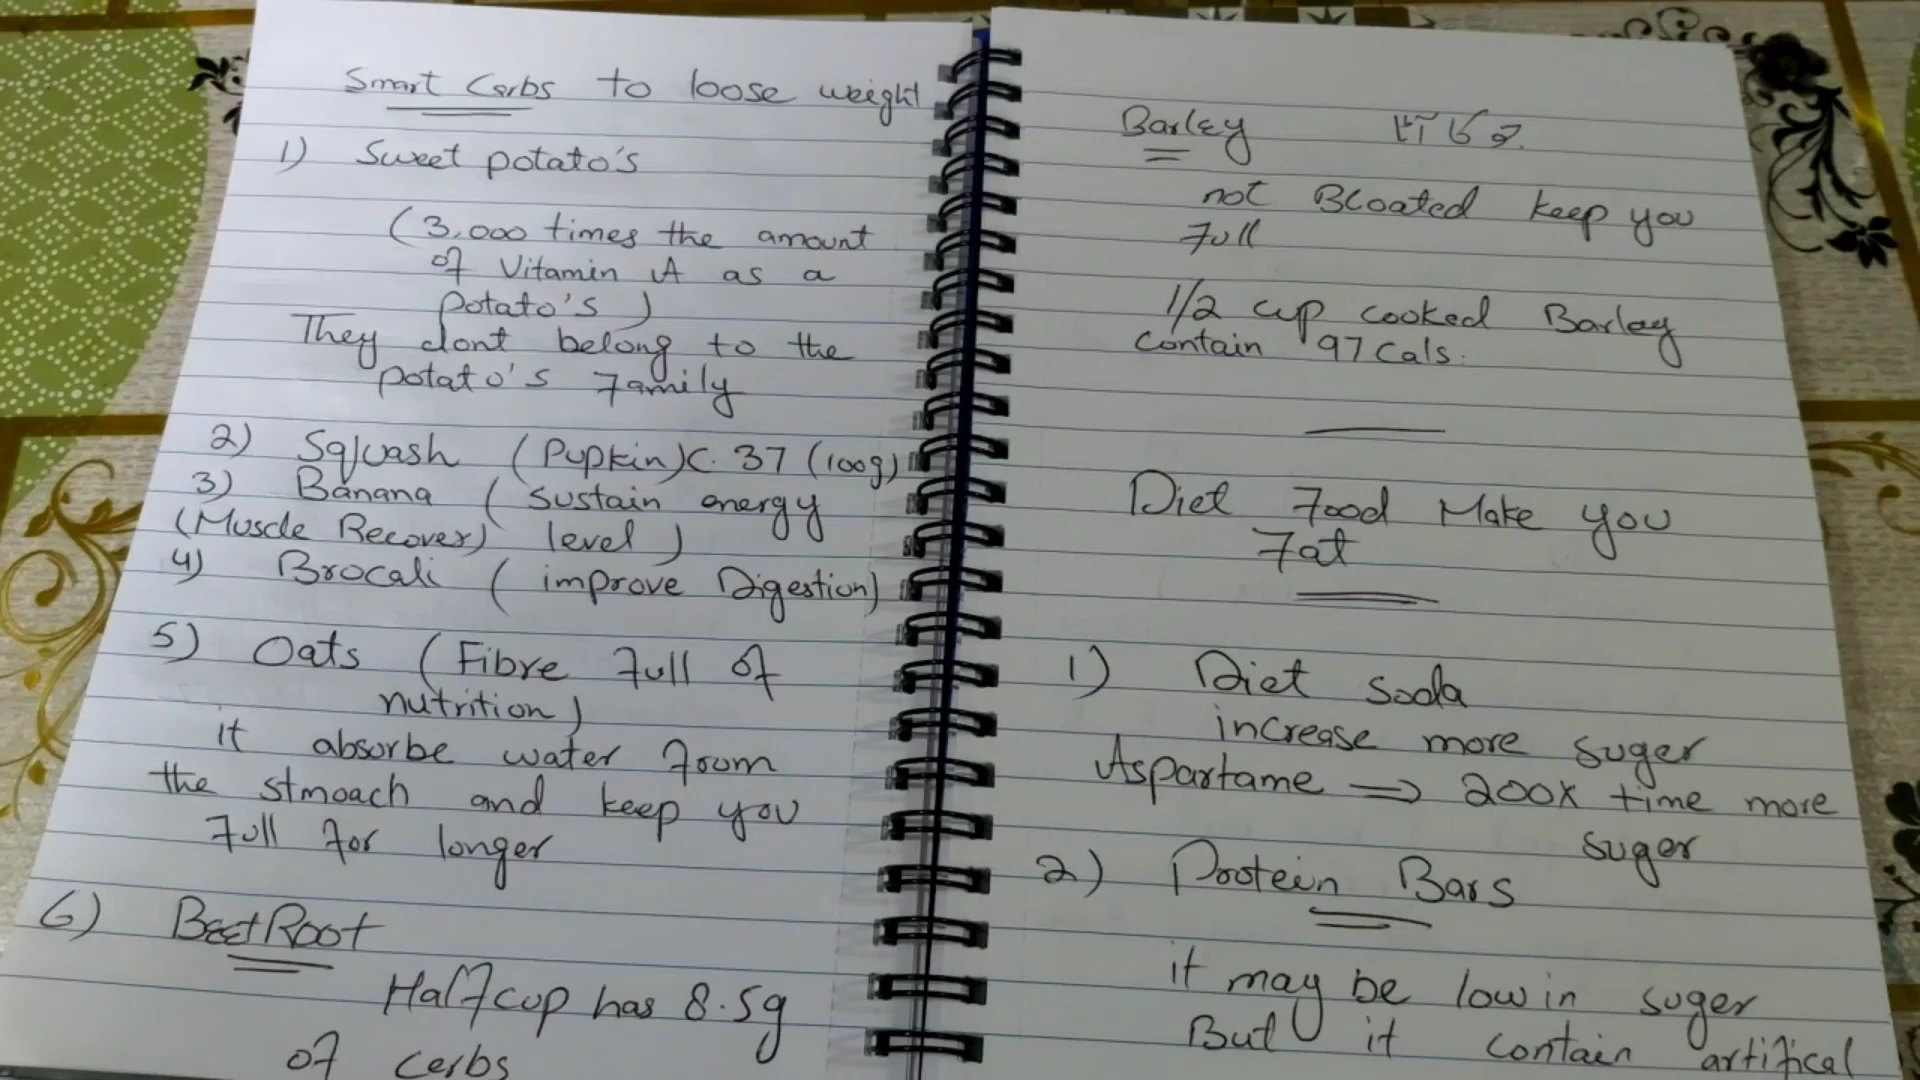 Smart Carbs to loose weight
1) Sweet potato's
(3,000 times the amount
of Vitamin A as a
potato's)
They dont belong to the
potato's Family
2) Sqluash (Pupkin)C. 37 (100g)
3) Banana (Sustain energy
(Muscle Recover) level)
4) Brocali (improve Digestion)
5) Oats (Fibre Full of
nutrition)
it absorbe water from
the stmoach and keep you
Full for longer
6) BeetRoot
Half cup has 8.5g
of cerbs
Barley
not Bloated keep you
Full
1/2 cup cooked Barley
contain 97 cals.
Diet Food Make you
Fat
1) Diet soda
increase more suger
Aspartame ⇒ 200x time more
suger
2) Protein Bars
it may be low in suger
But it contain artifical